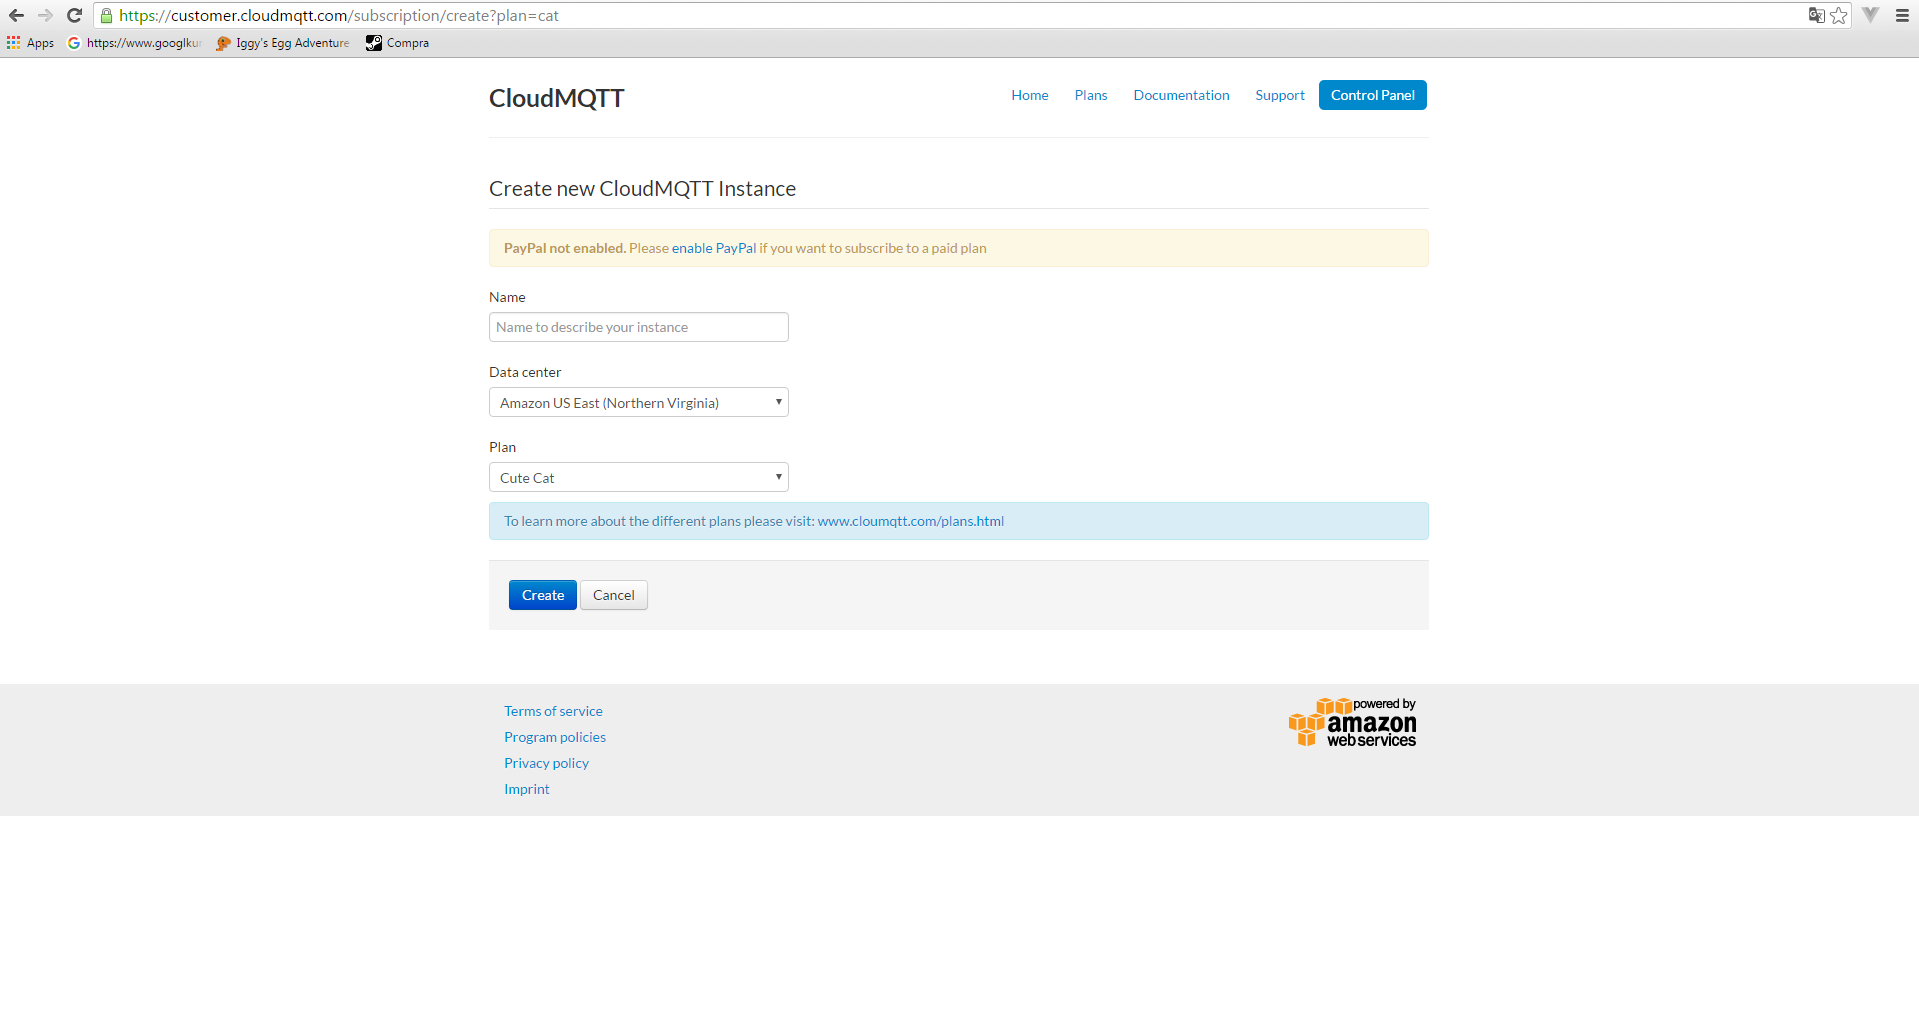 https://customer.cloudmqtt.com/subscription/create?plan=cat
Apps https://www.googlkur Iggy's Egg Adventure Compra
CloudMQTT
Home Plans Documentation Support Control Panel
Create new CloudMQTT Instance
PayPal not enabled. Please enable PayPal if you want to subscribe to a paid plan
Name
Name to describe your instance
Data center
Amazon US East (Northern Virginia)
Plan
Cute Cat
To learn more about the different plans please visit: www.cloumqtt.com/plans.html
Create Cancel
Terms of service
Program policies
Privacy policy
Imprint
powered by
amazon
web services